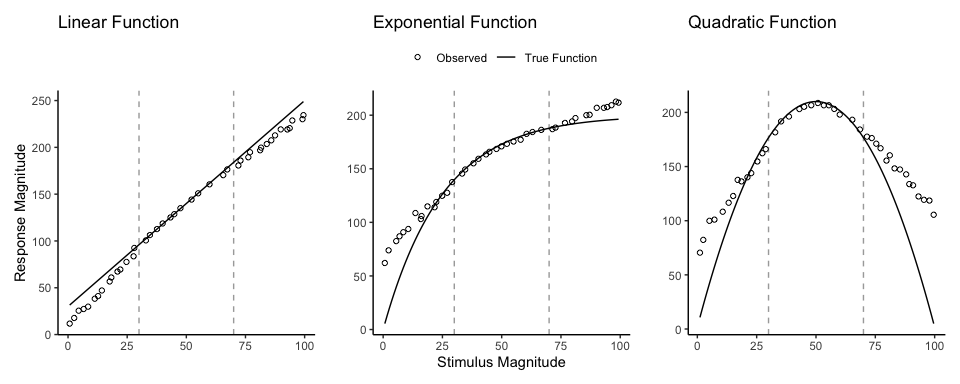 Linear Function
Exponential Function
Quadratic Function
Observed
True Function
Response Magnitude
250
200
150
100
50
0
0 25 50 75 100
200
150
100
50
0
0 25 50 75 100
Stimulus Magnitude
200
150
100
50
0
0 25 50 75 100